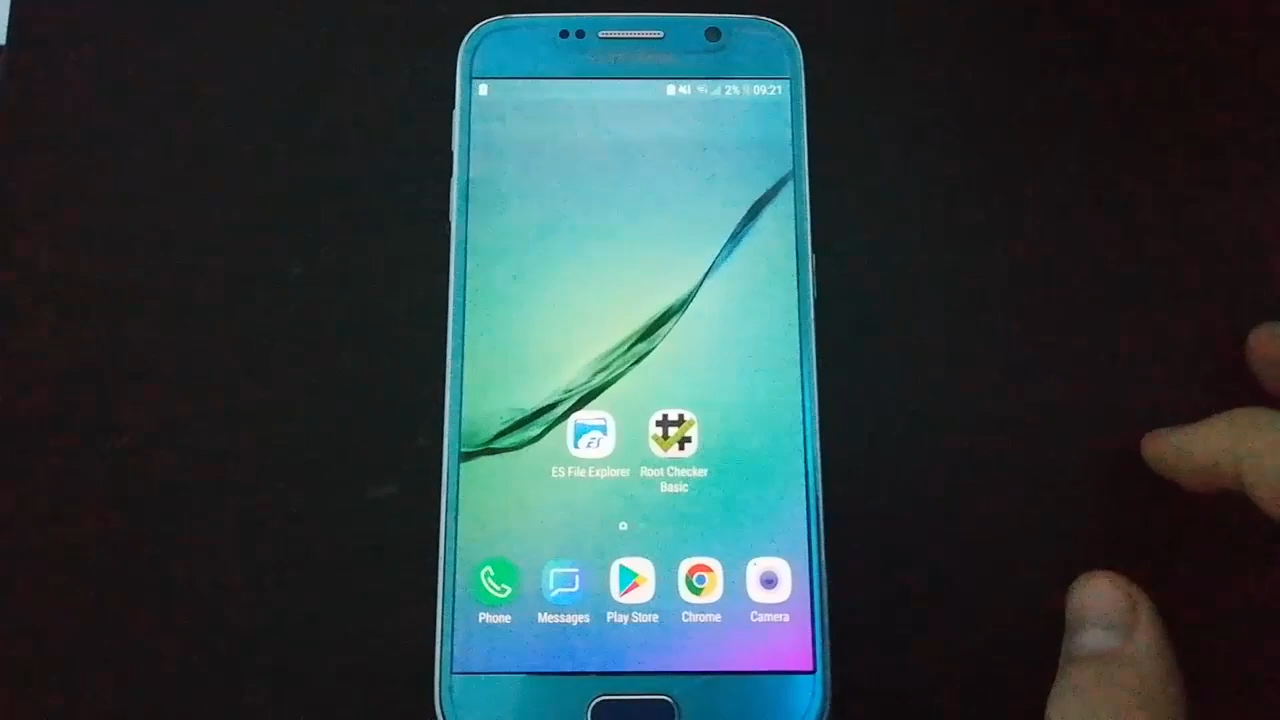 2% 09:21
ES File Explorer
Root Checker
Basic
Phone
Messages
Play Store
Chrome
Camera